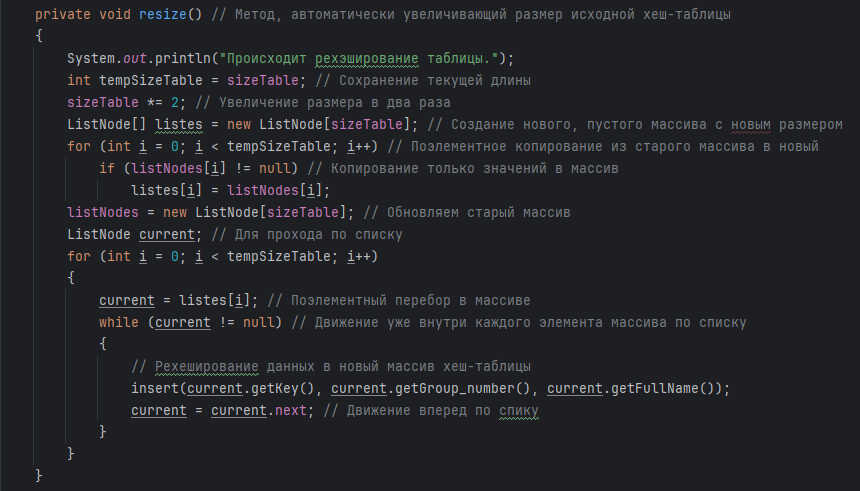 private void resize() // Метод, автоматически увеличивающий размер исходной хеш-таблицы
{
System.out.println("Происходит рехэширование таблицы.");
int tempSizeTable = sizeTable; // Сохранение текущей длины
sizeTable *= 2; // Увеличение размера в два раза
ListNode[] listes = new ListNode[sizeTable]; // Создание нового, пустого массива с новым размером
for (int i = 0; i < tempSizeTable; i++) // Поэлементное копирование из старого массива в новый
if (listNodes[i] != null) // Копирование только значений в массив
listes[i] = listNodes[i];
listNodes = new ListNode[sizeTable]; // Обновляем старый массив
ListNode current; // Для прохода по списку
for (int i = 0; i < tempSizeTable; i++)
{
current = listes[i]; // Поэлементный перебор в массиве
while (current != null) // Движение уже внутри каждого элемента массива по списку
{
// Рехеширование данных в новый массив хеш-таблицы
insert(current.getKey(), current.getGroup_number(), current.getFullName());
current = current.next; // Движение вперед по спику
}
}
}